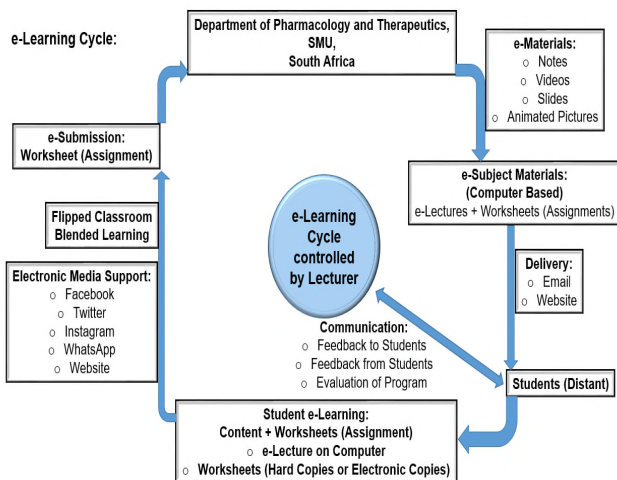 e-Learning Cycle:
Department of Pharmacology and Therapeutics,
SMU,
South Africa
e-Materials:
o Notes
o Videos
o Slides
o Animated Pictures
e-Subject Materials:
(Computer Based)
e-Lectures + Worksheets (Assignments)
Delivery:
o Email
o Website
Students (Distant)
e-Learning
Cycle
controlled
by Lecturer
Communication:
o Feedback to Students
o Feedback from Students
o Evaluation of Program
Student e-Learning:
Content + Worksheets (Assignment)
o e-Lecture on Computer
o Worksheets (Hard Copies or Electronic Copies)
Electronic Media Support:
o Facebook
o Twitter
o Instagram
o WhatsApp
o Website
Flipped Classroom
Blended Learning
e-Submission:
Worksheet (Assignment)